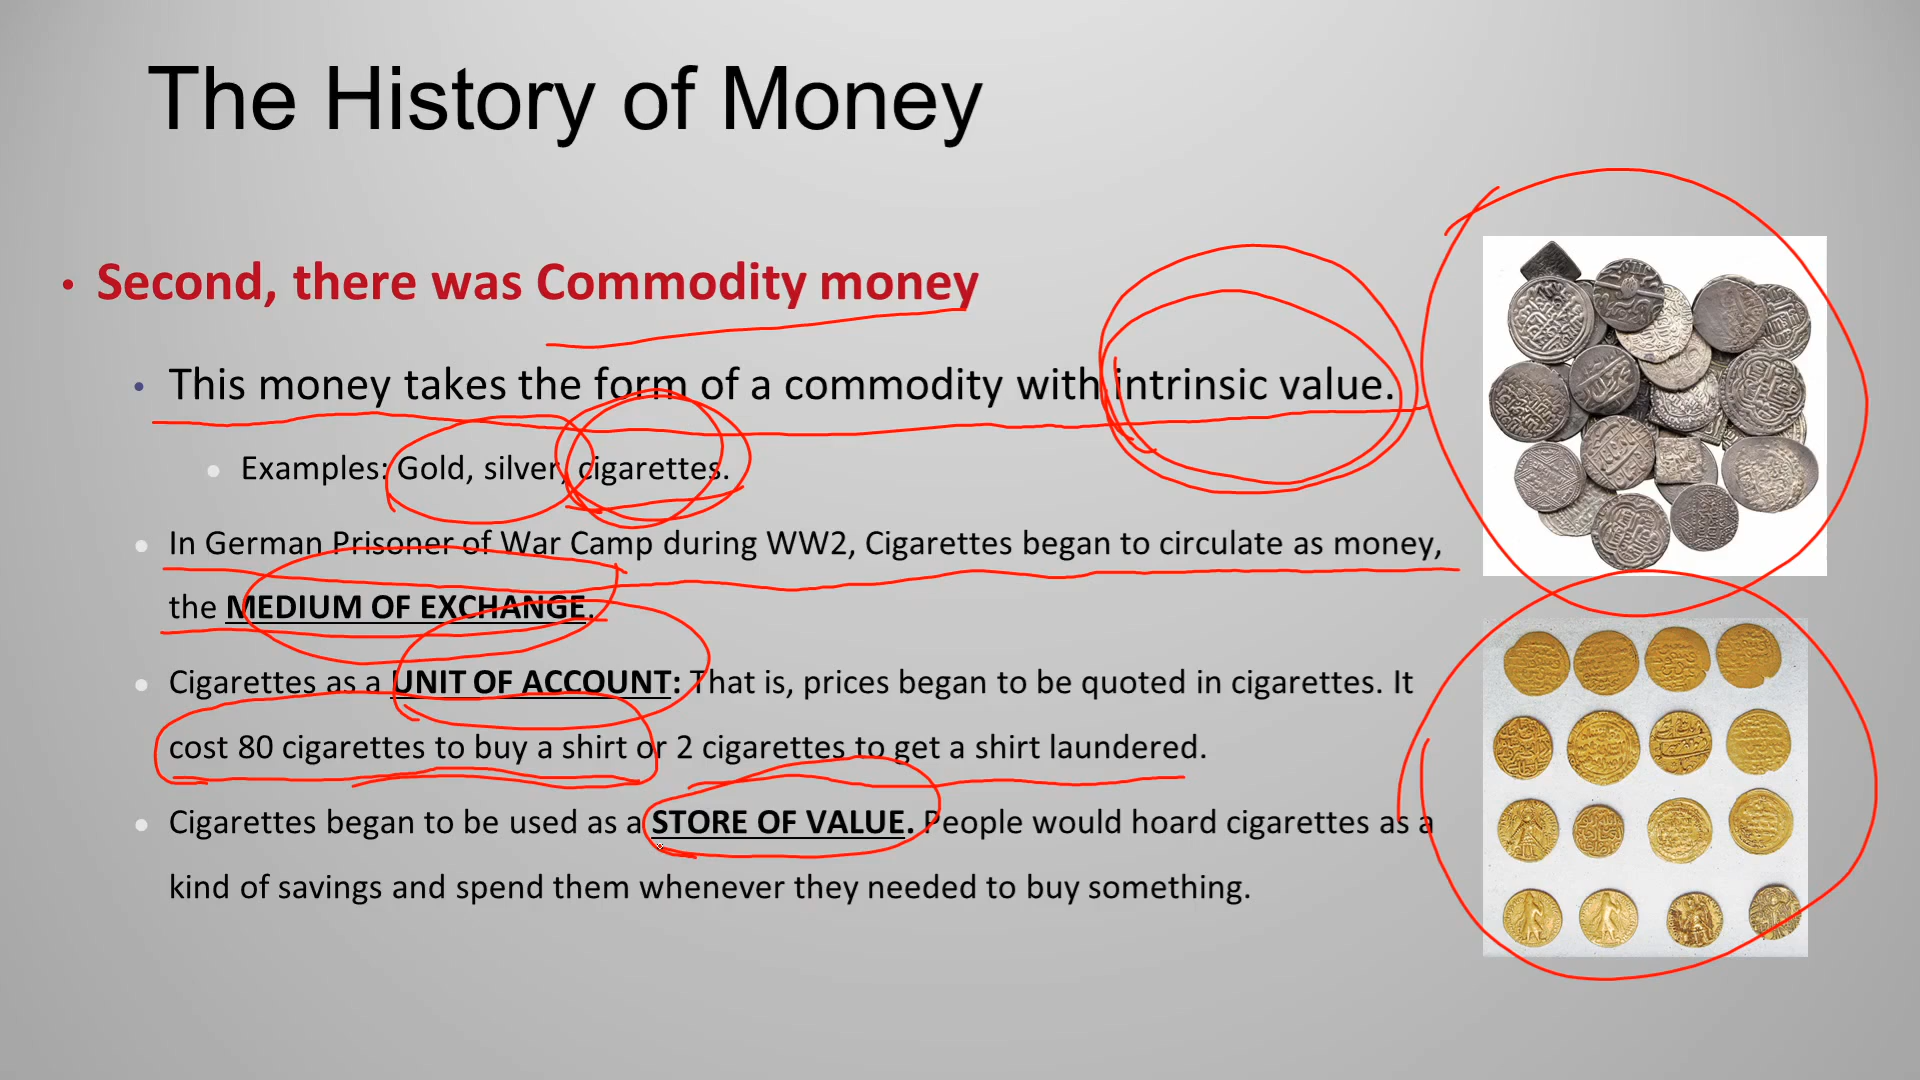 The History of Money
• Second, there was Commodity money
• This money takes the form of a commodity with intrinsic value.
• Examples: Gold, silver, cigarettes.
• In German Prisoner of War Camp during WW2, Cigarettes began to circulate as money,
the MEDIUM OF EXCHANGE.
• Cigarettes as a UNIT OF ACCOUNT: That is, prices began to be quoted in cigarettes. It
cost 80 cigarettes to buy a shirt or 2 cigarettes to get a shirt laundered.
• Cigarettes began to be used as a STORE OF VALUE. People would hoard cigarettes as a
kind of savings and spend them whenever they needed to buy something.